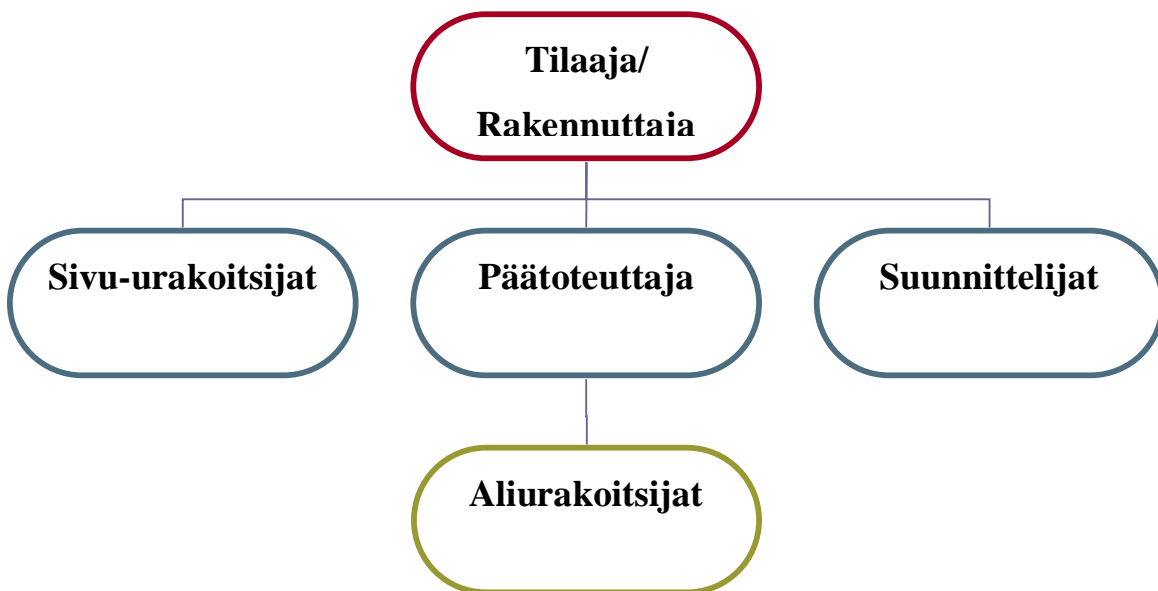 Tilaaja/
Rakennuttaja
Sivu-urakoitsijat
Päätoteuttaja
Suunnittelijat
Aliurakoitsijat